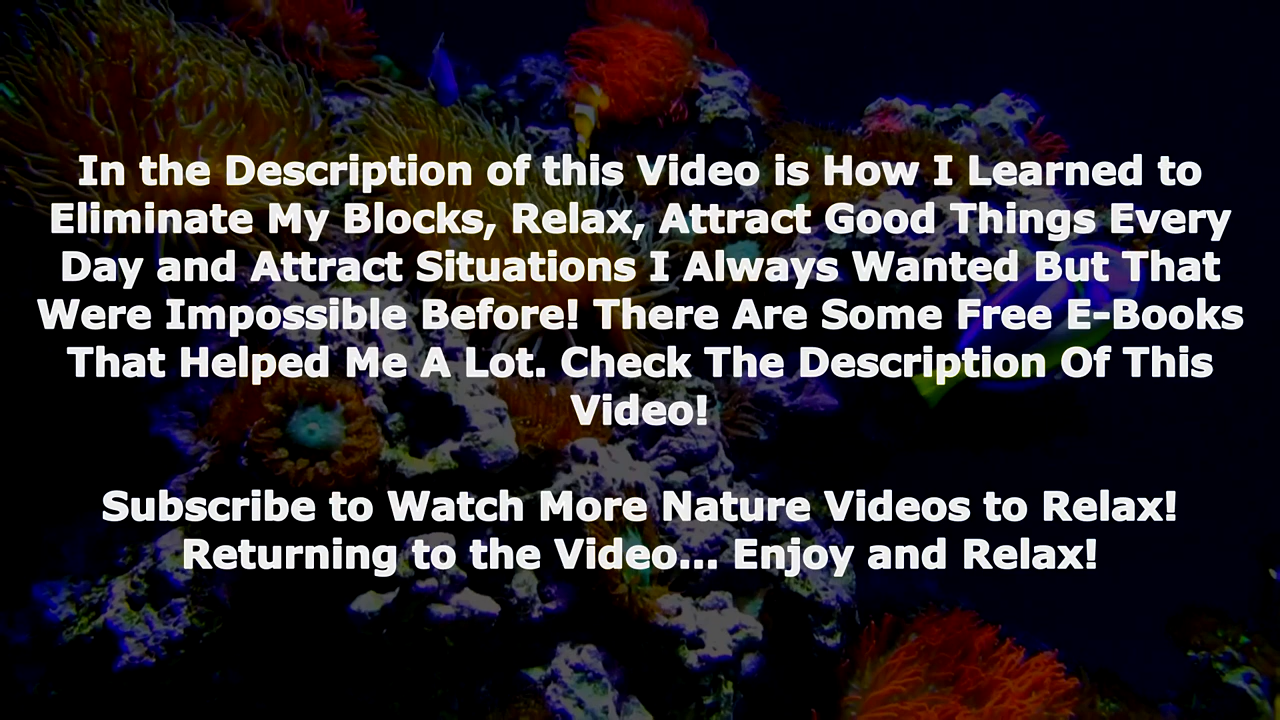 In the Description of this Video is How I Learned to
Eliminate My Blocks, Relax, Attract Good Things Every
Day and Attract Situations I Always Wanted But That
Were Impossible Before! There Are Some Free E-Books
That Helped Me A Lot. Check The Description Of This
Video!
Subscribe to Watch More Nature Videos to Relax!
Returning to the Video... Enjoy and Relax!